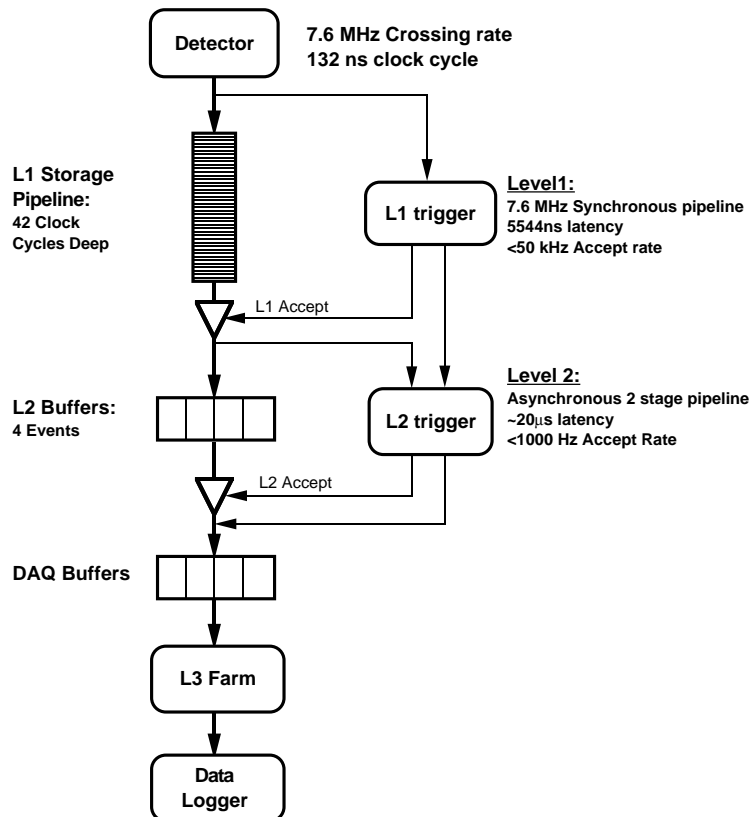 Detector
7.6 MHz Crossing rate
132 ns clock cycle
L1 Storage
Pipeline:
42 Clock
Cycles Deep
L1 trigger
Level1:
7.6 MHz Synchronous pipeline
5544ns latency
<50 kHz Accept rate
L1 Accept
L2 Buffers:
4 Events
L2 trigger
Level 2:
Asynchronous 2 stage pipeline
~20μs latency
<1000 Hz Accept Rate
L2 Accept
DAQ Buffers
L3 Farm
Data
Logger